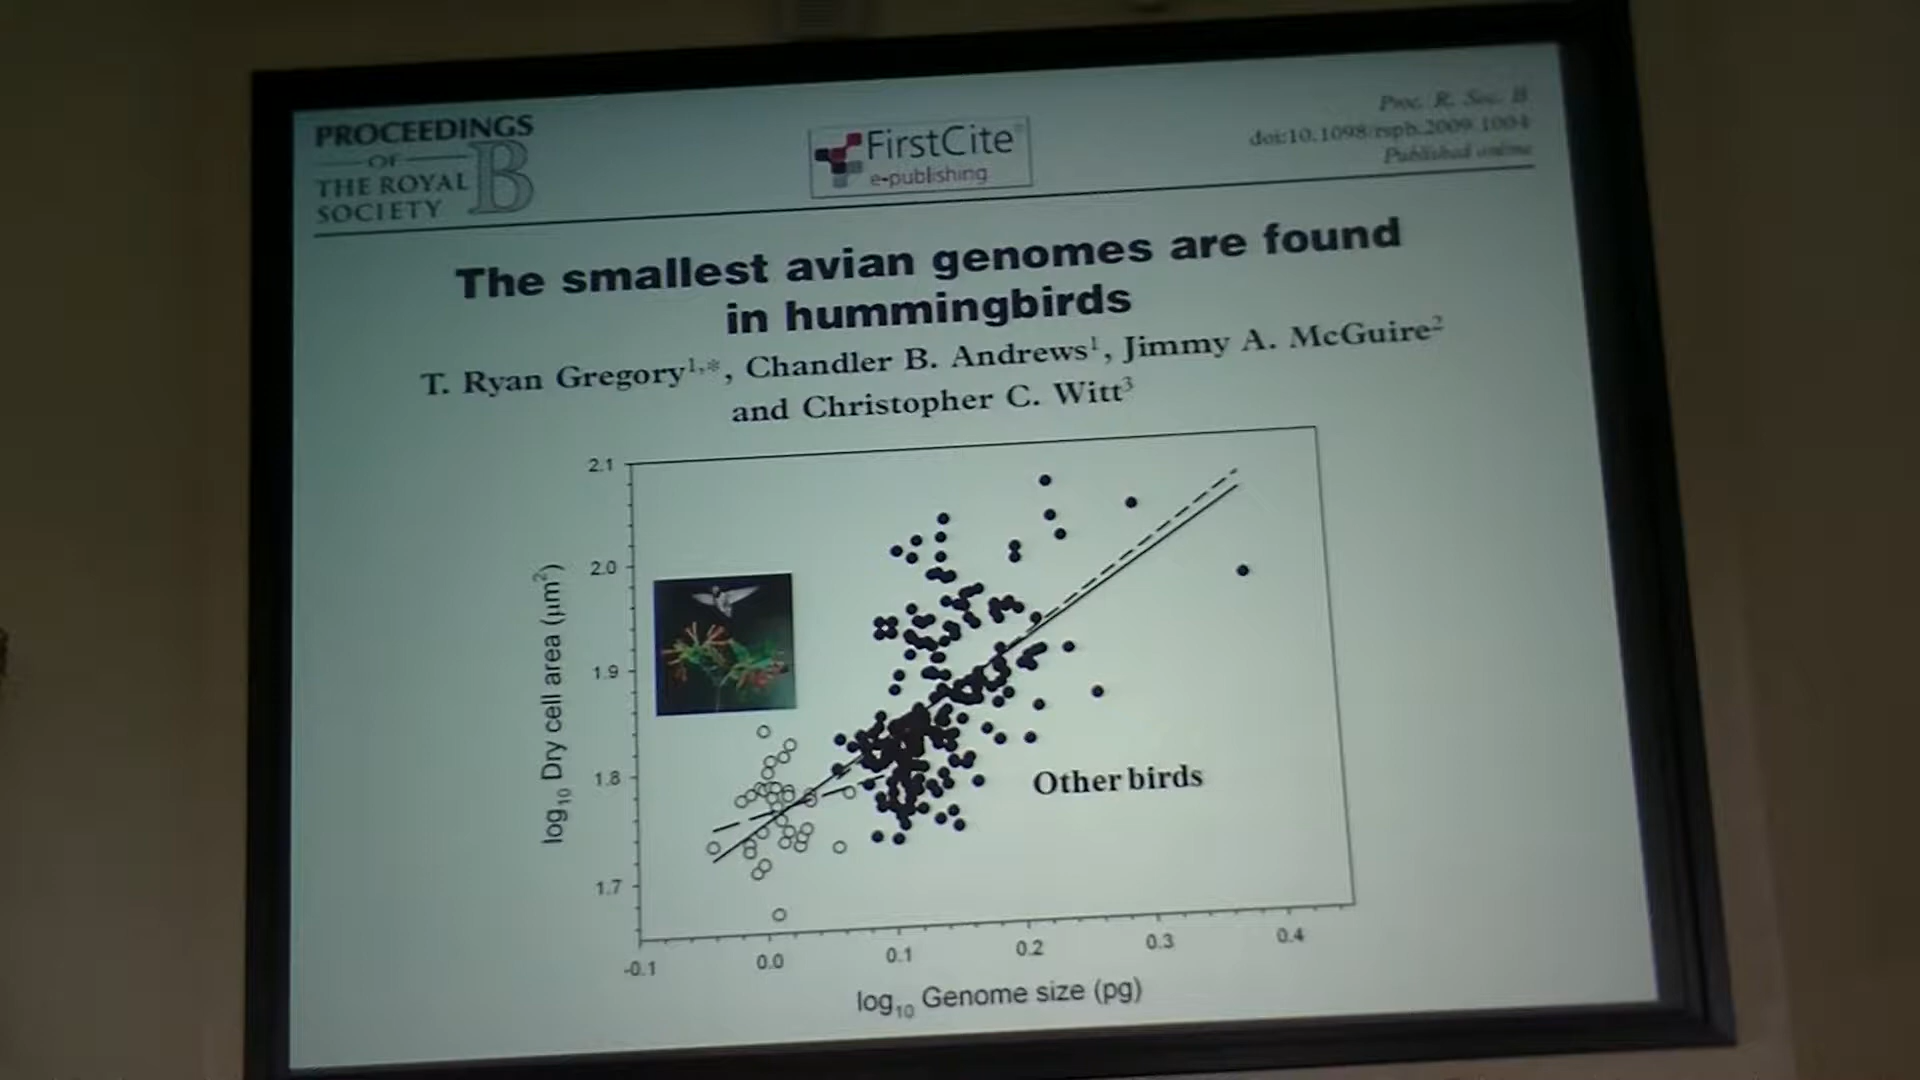 PROCEEDINGS
OF
THE ROYAL
SOCIETY
B
FirstCite
e-publishing
Proc. R. Soc. B
doi:10.1098/rspb.2009.1004
Published online
The smallest avian genomes are found
in hummingbirds
T. Ryan Gregory1,*, Chandler B. Andrews1, Jimmy A. McGuire2
and Christopher C. Witt3
2.1
2.0
1.9
1.8
1.7
log10 Dry cell area (μm2)
Other birds
-0.1 0.0 0.1 0.2 0.3 0.4
log10 Genome size (pg)